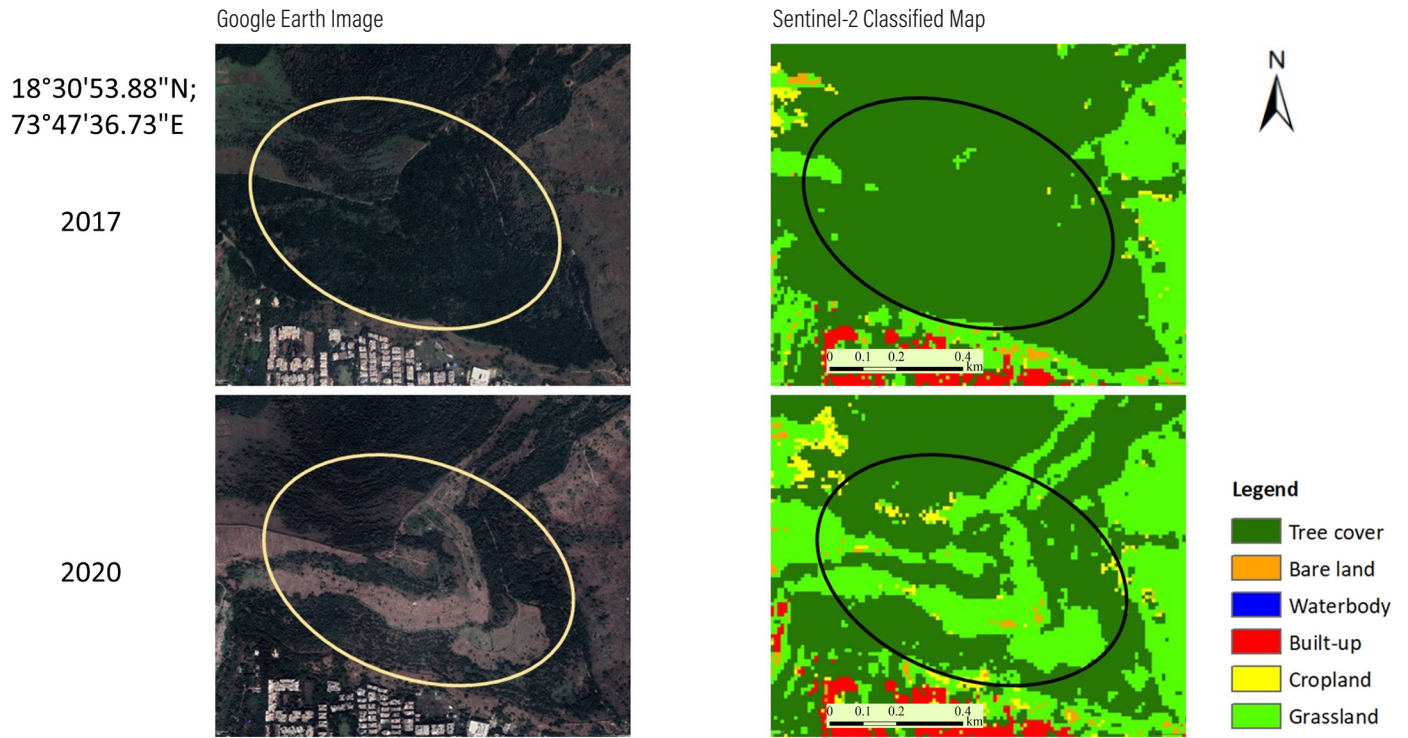 Google Earth Image
Sentinel-2 Classified Map
18°30'53.88"N;
73°47'36.73"E
N
2017
0 0.1 0.2 0.4
km
2020
0 0.1 0.2 0.4
km
Legend
Tree cover
Bare land
Waterbody
Built-up
Cropland
Grassland